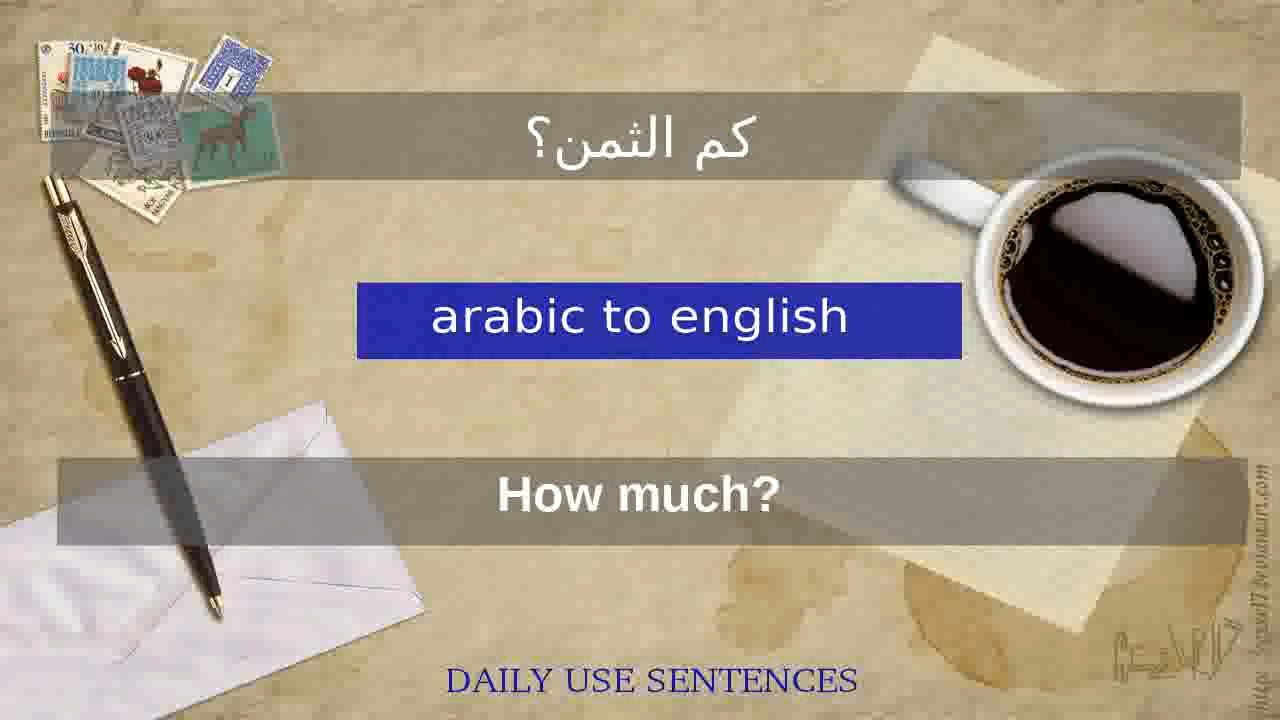 كم الثمن؟
arabic to english
How much?
DAILY USE SENTENCES